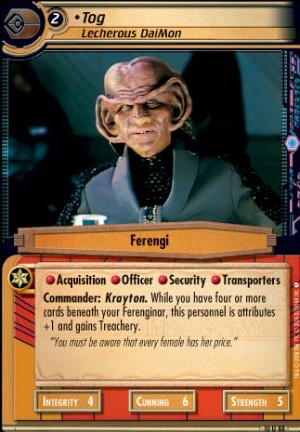 2
•Tog
Lecherous DaiMon
Ferengi
Acquisition Officer Security Transporters
Commander: Krayton. While you have four or more
cards beneath your Ferenginar, this personnel is attributes
+1 and gains Treachery.
"You must be aware that every female has her price."
INTEGRITY 4 CUNNING 6 STRENGTH 5